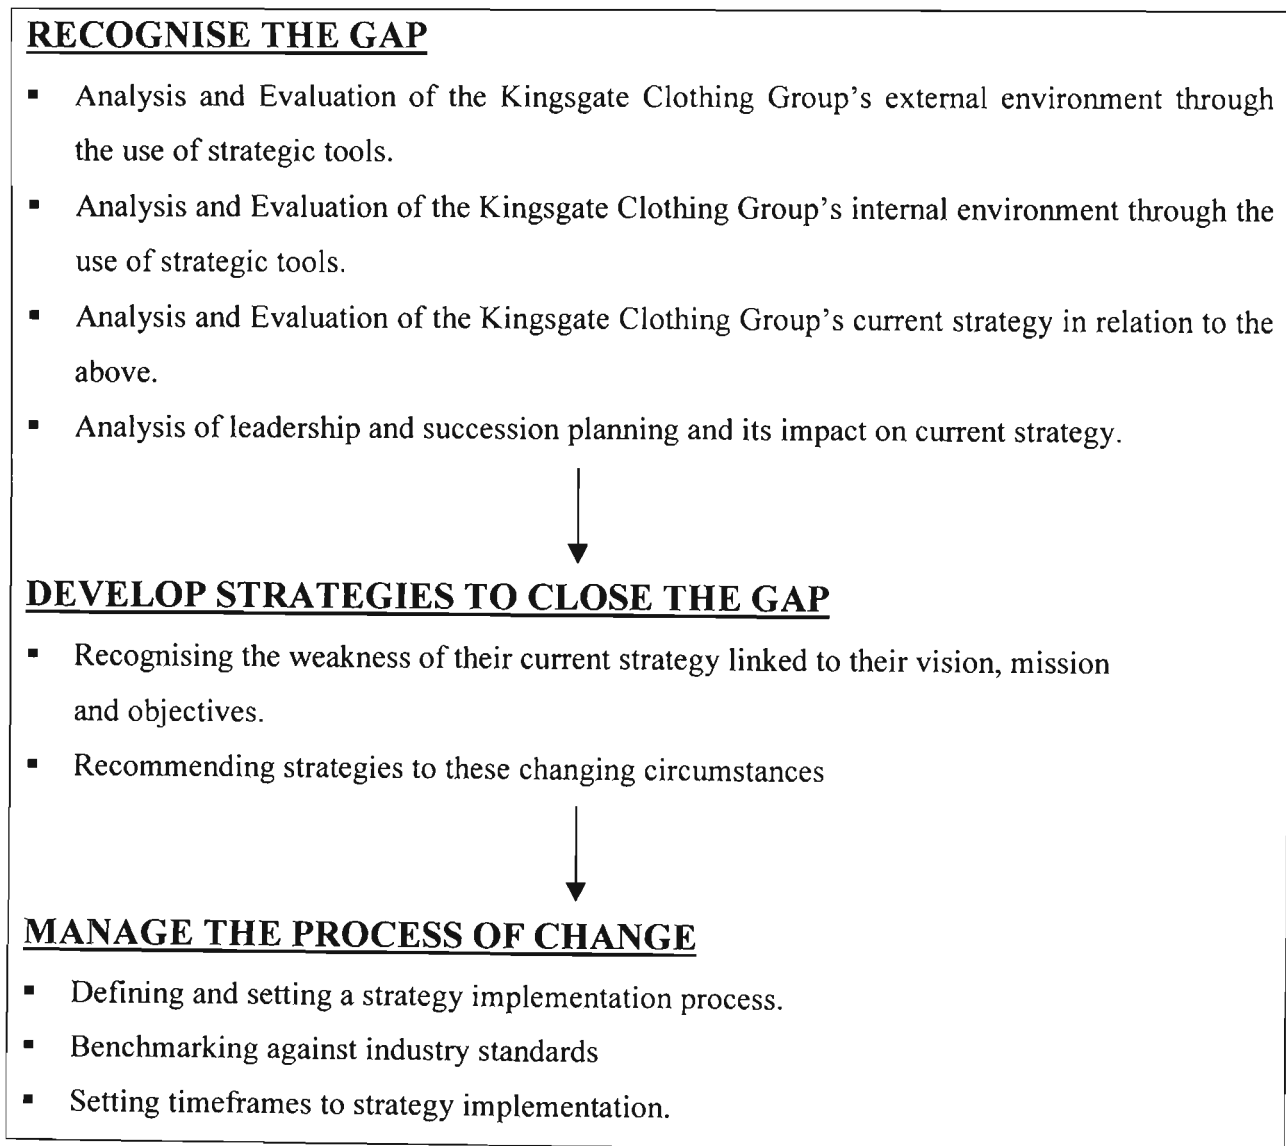 RECOGNISE THE GAP
▪ Analysis and Evaluation of the Kingsgate Clothing Group's external environment through
the use of strategic tools.
▪ Analysis and Evaluation of the Kingsgate Clothing Group's internal environment through the
use of strategic tools.
▪ Analysis and Evaluation of the Kingsgate Clothing Group's current strategy in relation to the
above.
▪ Analysis of leadership and succession planning and its impact on current strategy.
DEVELOP STRATEGIES TO CLOSE THE GAP
▪ Recognising the weakness of their current strategy linked to their vision, mission
and objectives.
▪ Recommending strategies to these changing circumstances
MANAGE THE PROCESS OF CHANGE
▪ Defining and setting a strategy implementation process.
▪ Benchmarking against industry standards
▪ Setting timeframes to strategy implementation.